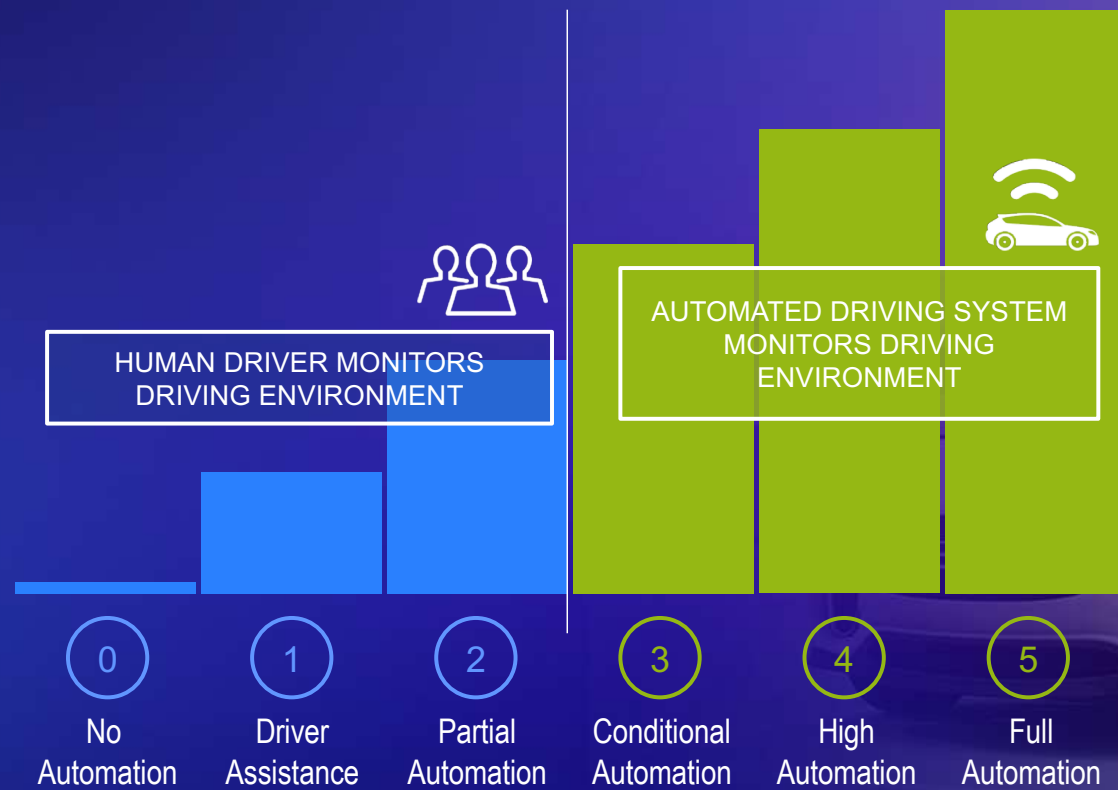 HUMAN DRIVER MONITORS
DRIVING ENVIRONMENT
AUTOMATED DRIVING SYSTEM
MONITORS DRIVING
ENVIRONMENT
0
No
Automation
1
Driver
Assistance
2
Partial
Automation
3
Conditional
Automation
4
High
Automation
5
Full
Automation